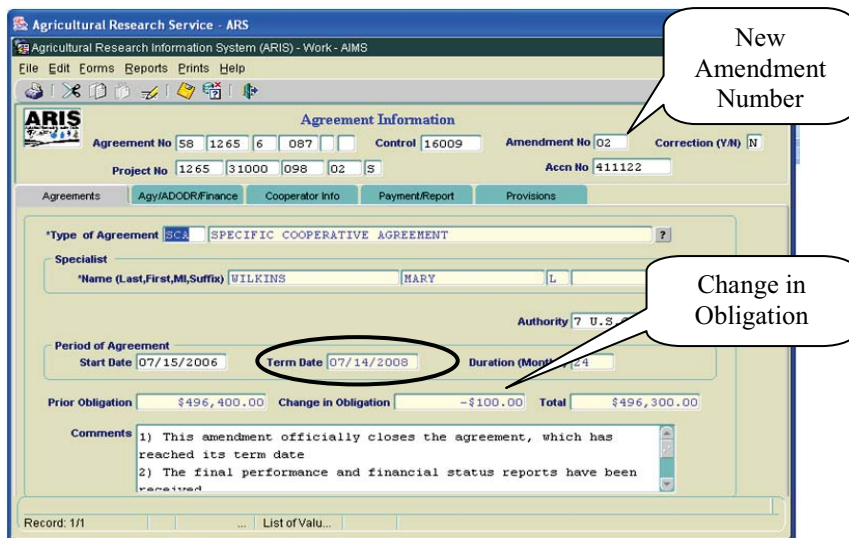 Agricultural Research Service - ARS
Agricultural Research Information System (ARIS) - Work - AIMS
File Edit Forms Reports Prints Help
New
Amendment
Number
ARIS
Agreement Information
Agreement No 58 1265 6 087 Control 16009 Amendment No 02 Correction (Y/N) N
Project No 1265 31000 098 02 S Accn No 411122
Agreements Agy/ADODR/Finance Cooperator Info Payment/Report Provisions
*Type of Agreement SCA SPECIFIC COOPERATIVE AGREEMENT ?
Specialist
*Name (Last,First,MI,Suffix) WILKINS MARY L
Change in
Obligation
Authority 7 U.S.
Period of Agreement
Start Date 07/15/2006 Term Date 07/14/2008 Duration (Month 24
Prior Obligation $496,400.00 Change in Obligation -$100.00 Total $496,300.00
Comments 1) This amendment officially closes the agreement, which has
reached its term date
2) The final performance and financial status reports have been
received
Record: 1/1 ... List of Valu...